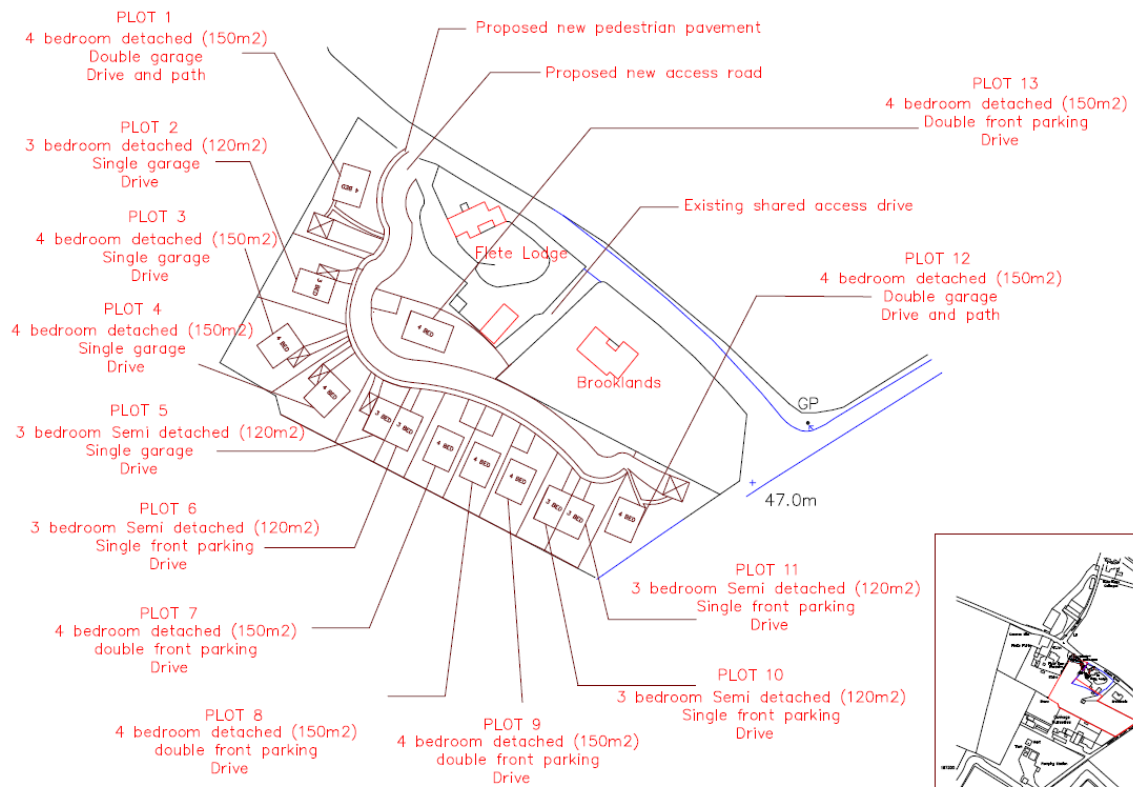 PLOT 1
4 bedroom detached (150m2)
Double garage
Drive and path
Proposed new pedestrian pavement
Proposed new access road
PLOT 13
4 bedroom detached (150m2)
Double front parking
Drive
PLOT 2
3 bedroom detached (120m2)
Single garage
Drive
PLOT 3
4 bedroom detached (150m2)
Single garage
Drive
Existing shared access drive
Flete Lodge
PLOT 12
4 bedroom detached (150m2)
Double garage
Drive and path
PLOT 4
4 bedroom detached (150m2)
Single garage
Drive
Brooklands
GP
47.0m
PLOT 5
3 bedroom Semi detached (120m2)
Single garage
Drive
PLOT 6
3 bedroom Semi detached (120m2)
Single front parking
Drive
PLOT 7
4 bedroom detached (150m2)
double front parking
Drive
PLOT 8
4 bedroom detached (150m2)
double front parking
Drive
PLOT 9
4 bedroom detached (150m2)
double front parking
Drive
PLOT 10
3 bedroom Semi detached (120m2)
Single front parking
Drive
PLOT 11
3 bedroom Semi detached (120m2)
Single front parking
Drive
4 BED
3 BED
4 BED
4 BED
3 BED
3 BED
4 BED
4 BED
4 BED
3 BED
3 BED
4 BED
4 BED